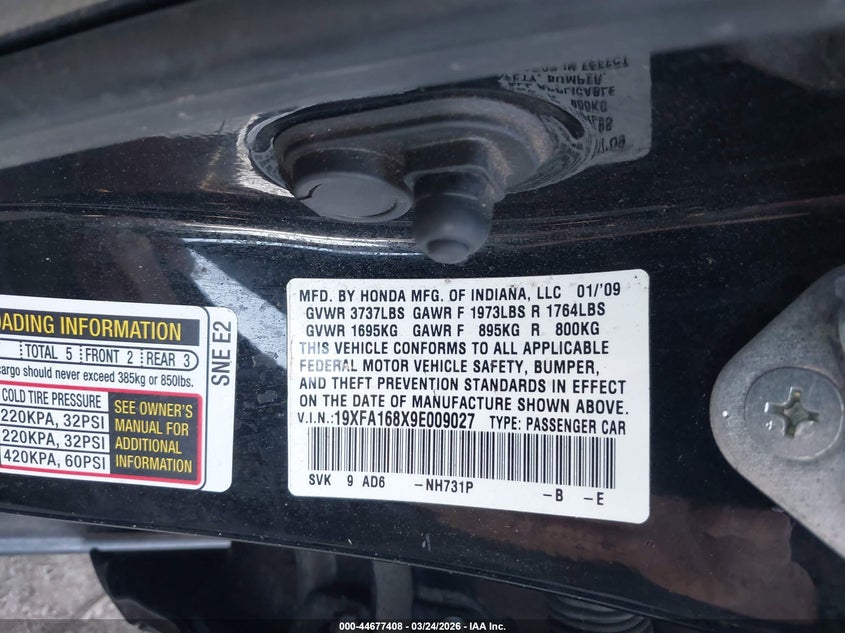 OADING INFORMATION
TOTAL 5 FRONT 2 REAR 3
cargo should never exceed 385kg or 850lbs.
COLD TIRE PRESSURE
220KPA, 32PSI
220KPA, 32PSI
420KPA, 60PSI
SEE OWNER'S
MANUAL FOR
ADDITIONAL
INFORMATION
SNE E2
MFD. BY HONDA MFG. OF INDIANA, LLC 01/'09
GVWR 3737LBS GAWR F 1973LBS R 1764LBS
GVWR 1695KG GAWR F 895KG R 800KG
THIS VEHICLE CONFORMS TO ALL APPLICABLE
FEDERAL MOTOR VEHICLE SAFETY, BUMPER,
AND THEFT PREVENTION STANDARDS IN EFFECT
ON THE DATE OF MANUFACTURE SHOWN ABOVE.
V.I.N.:19XFA168X9E009027 TYPE: PASSENGER CAR
SVK 9 AD6 -NH731P -B -E
000-44677408 - 03/24/2026 - IAA Inc.